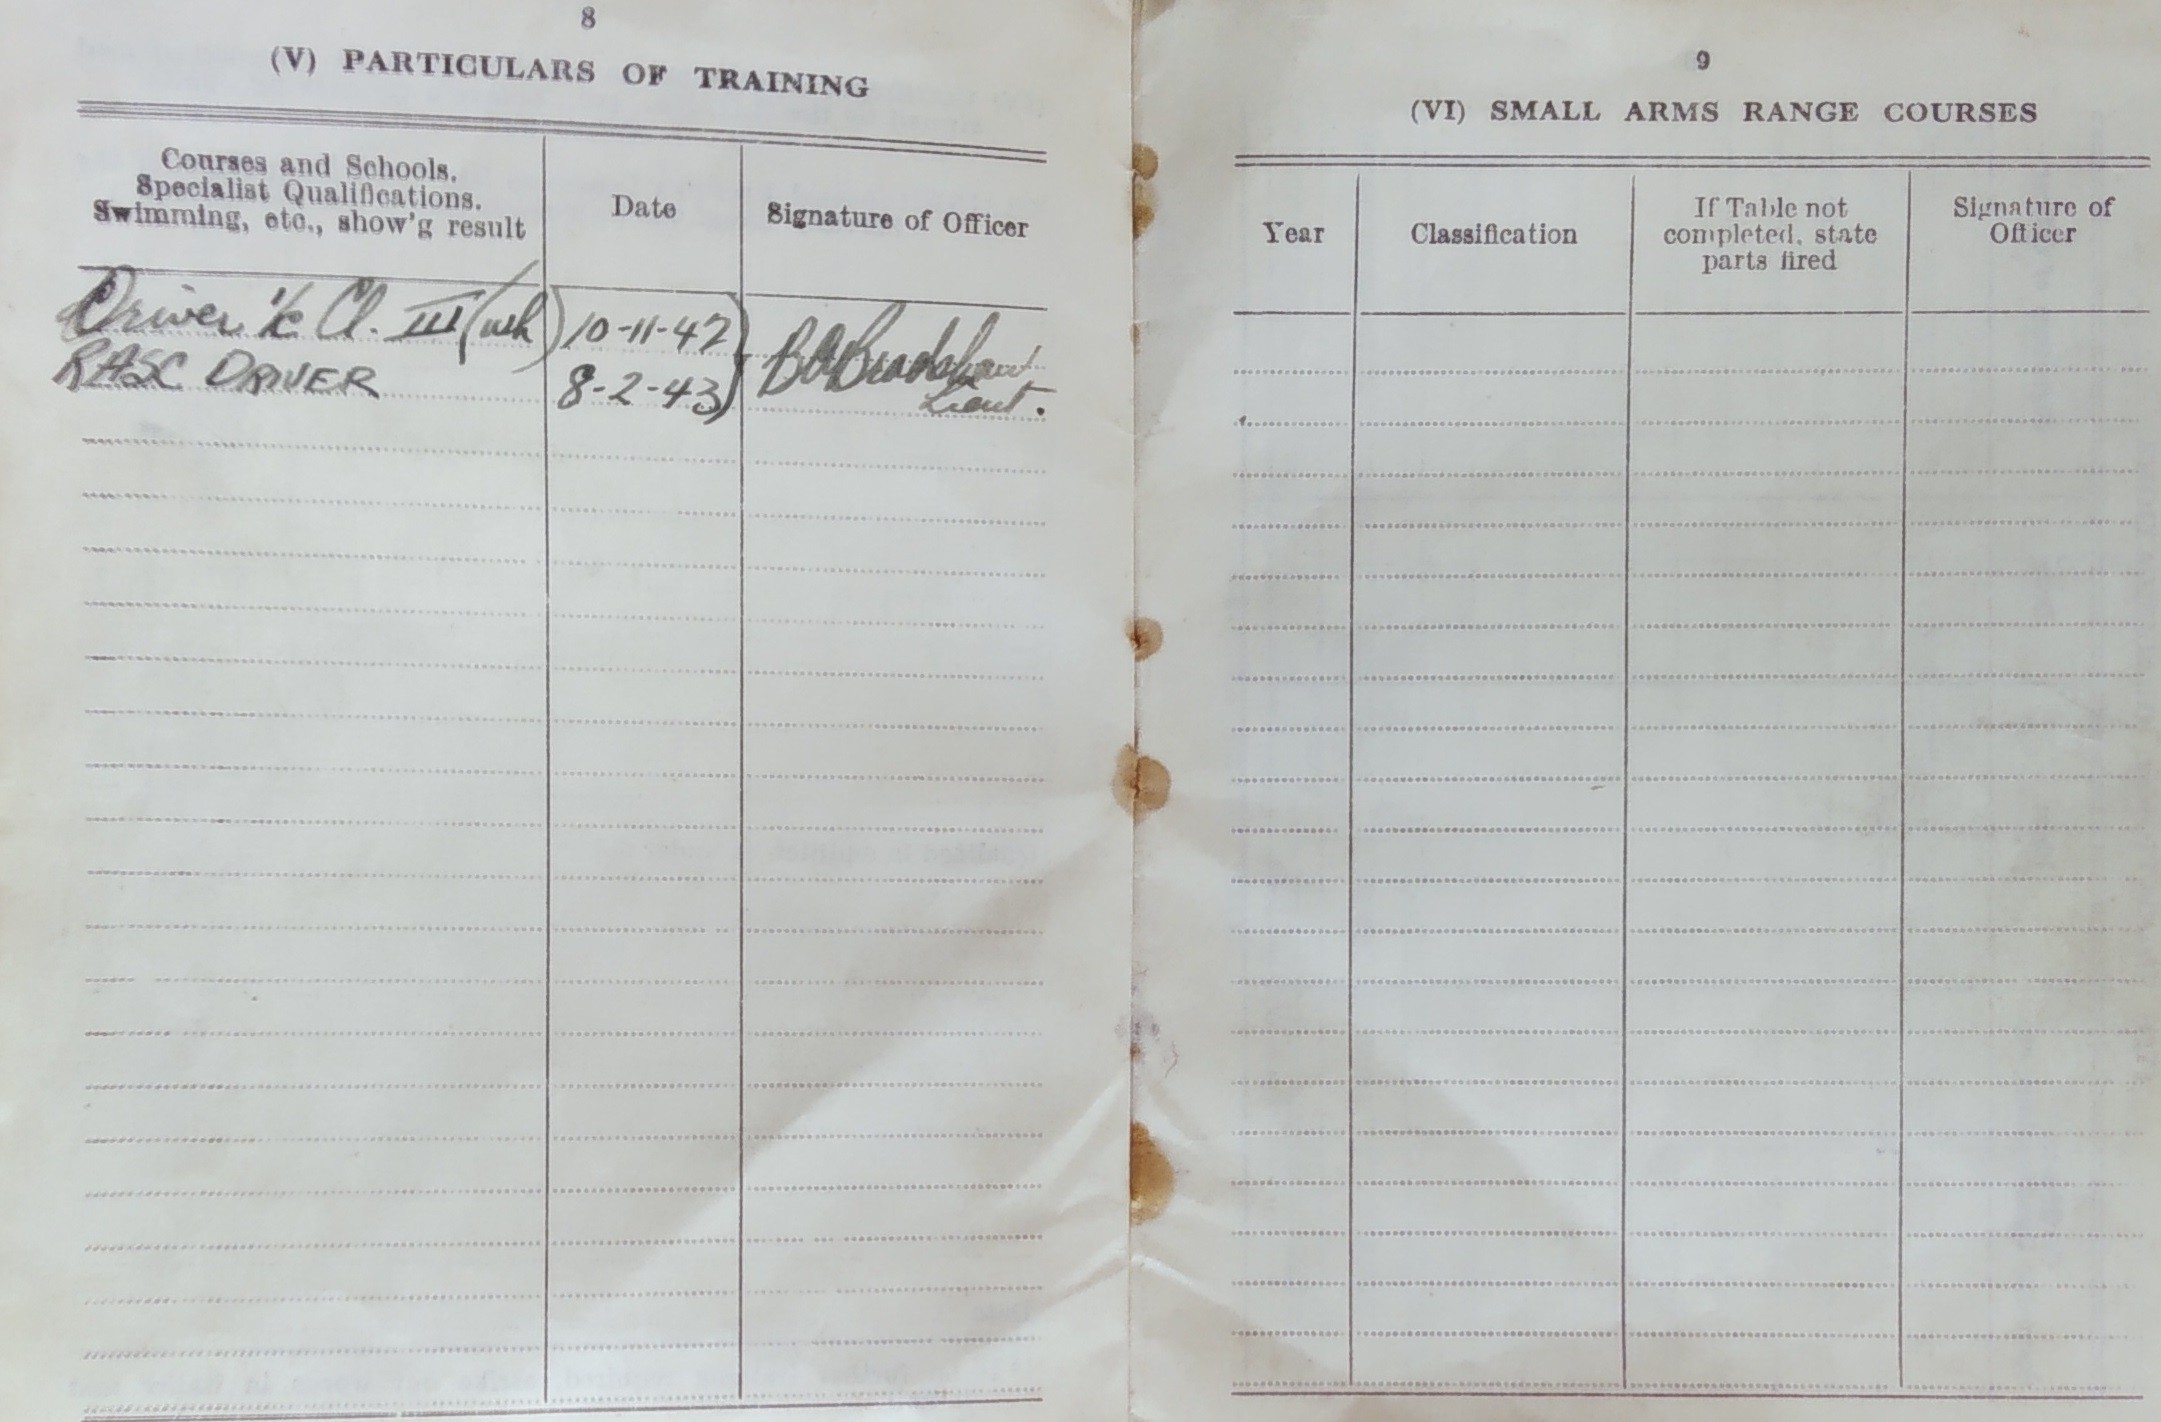 8
(V) PARTICULARS OF TRAINING
Courses and Schools.
Specialist Qualifications.
Swimming, etc., show'g result
Date
Signature of Officer
Driver i/c Cl. III (wh) 10-11-42
RASC DRIVER 8-2-43
Bradshaw
Lieut.
9
(VI) SMALL ARMS RANGE COURSES
Year
Classification
If Table not
completed, state
parts fired
Signature of
Officer